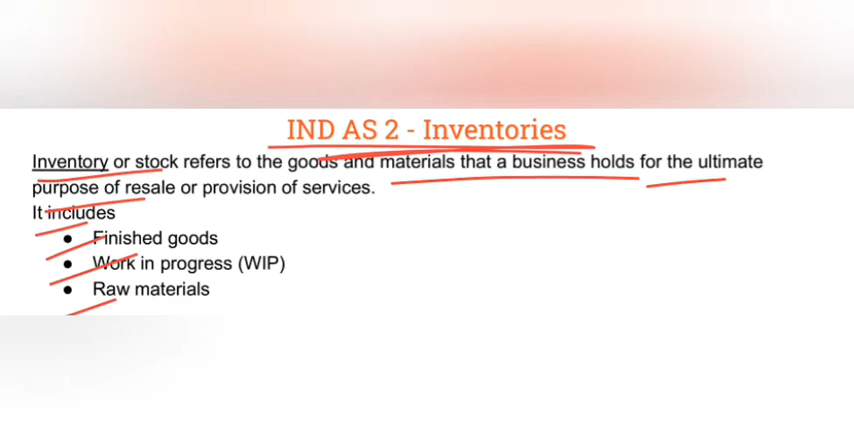 IND AS 2 - Inventories
Inventory or stock refers to the goods and materials that a business holds for the ultimate
purpose of resale or provision of services.
It includes
● Finished goods
● Work in progress (WIP)
● Raw materials